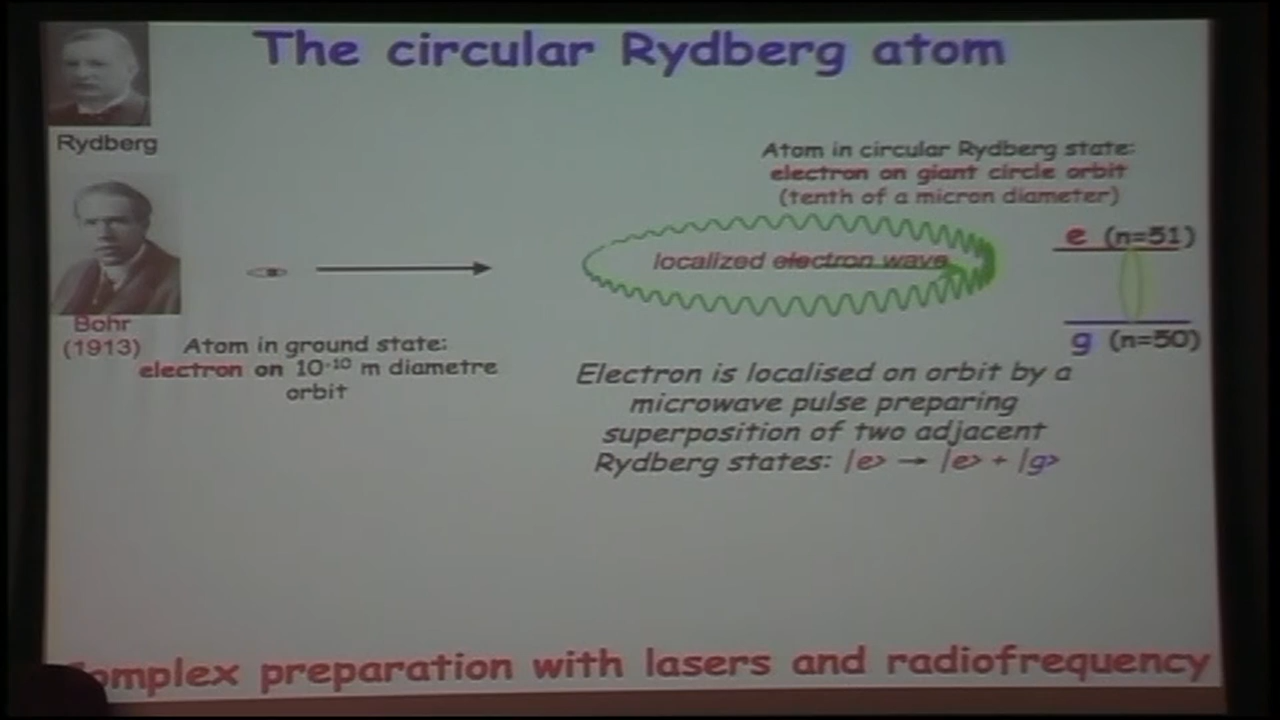 The circular Rydberg atom
Rydberg
Bohr
(1913)
Atom in ground state:
electron on 10⁻¹⁰ m diametre
orbit
Atom in circular Rydberg state:
electron on giant circle orbit
(tenth of a micron diameter)
localized electron wave
e (n=51)
g (n=50)
Electron is localised on orbit by a
microwave pulse preparing
superposition of two adjacent
Rydberg states: |e> → |e> + |g>
omplex preparation with lasers and radiofrequency